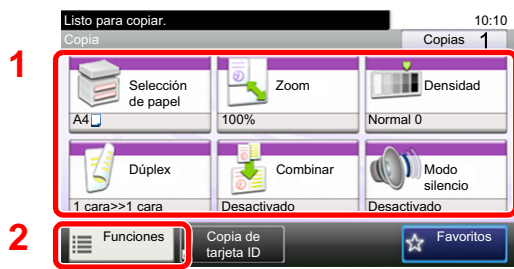 Listo para copiar.
10:10
Copia
Copias 1
1
Selección
de papel
A4
Zoom
100%
Densidad
Normal 0
Dúplex
1 cara>>1 cara
Combinar
Desactivado
Modo
silencio
Desactivado
2
Funciones
Copia de
tarjeta ID
Favoritos